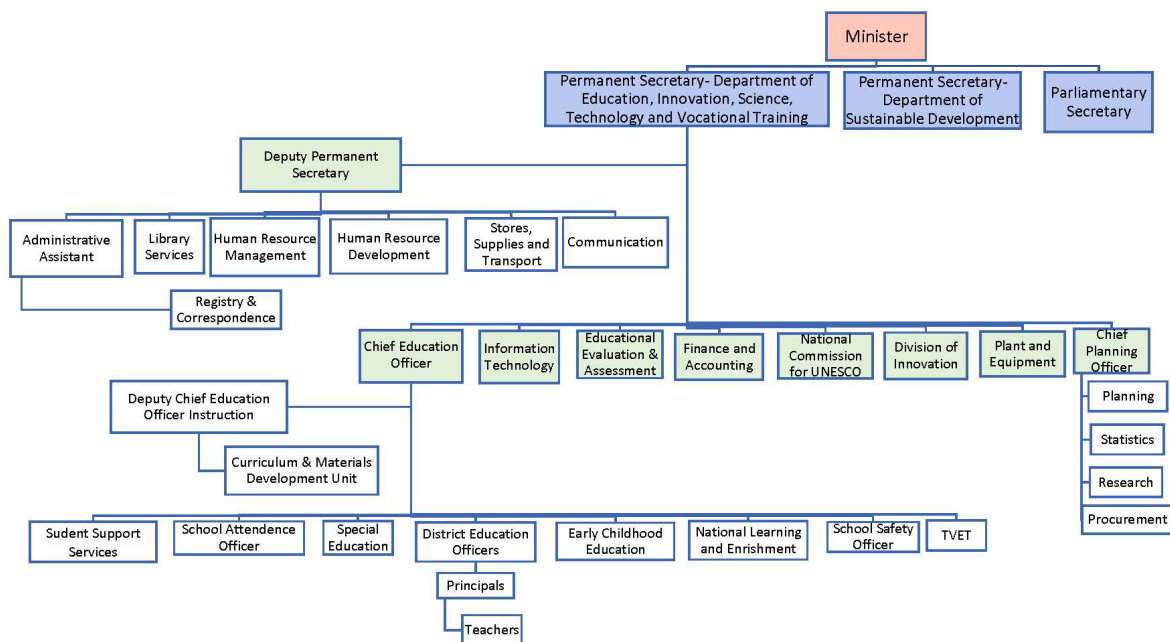 Minister
Permanent Secretary- Department of
Education, Innovation, Science,
Technology and Vocational Training
Permanent Secretary-
Department of
Sustainable Development
Parliamentary
Secretary
Deputy Permanent
Secretary
Administrative
Assistant
Library
Services
Human Resource
Management
Human Resource
Development
Stores,
Supplies and
Transport
Communication
Registry &
Correspondence
Chief Education
Officer
Information
Technology
Educational
Evaluation &
Assessment
Finance and
Accounting
National
Commission
for UNESCO
Division of
Innovation
Plant and
Equipment
Chief
Planning
Officer
Planning
Statistics
Research
Procurement
Deputy Chief Education
Officer Instruction
Curriculum & Materials
Development Unit
Sudent Support
Services
School Attendence
Officer
Special
Education
District Education
Officers
Early Childhood
Education
National Learning
and Enrishment
School Safety
Officer
TVET
Principals
Teachers